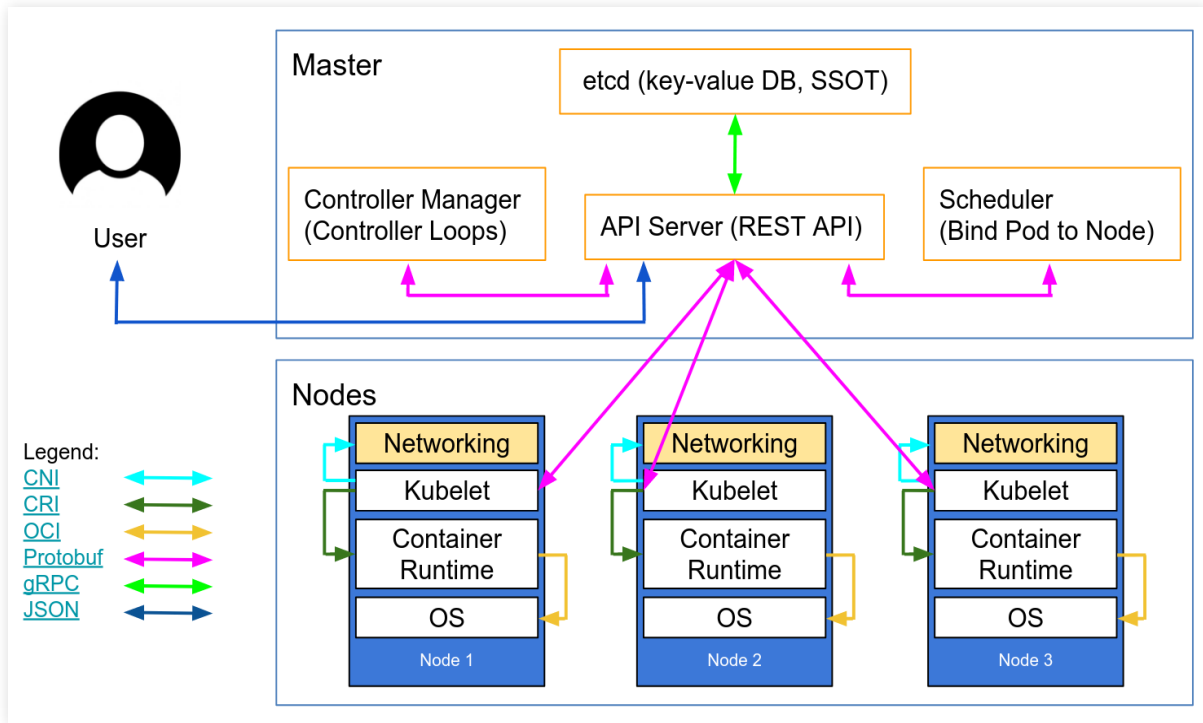 Master
etcd (key-value DB, SSOT)
Controller Manager
(Controller Loops)
API Server (REST API)
Scheduler
(Bind Pod to Node)
User
Nodes
Networking
Kubelet
Container
Runtime
OS
Node 1
Networking
Kubelet
Container
Runtime
OS
Node 2
Networking
Kubelet
Container
Runtime
OS
Node 3
Legend:
CNI
CRI
OCI
Protobuf
gRPC
JSON